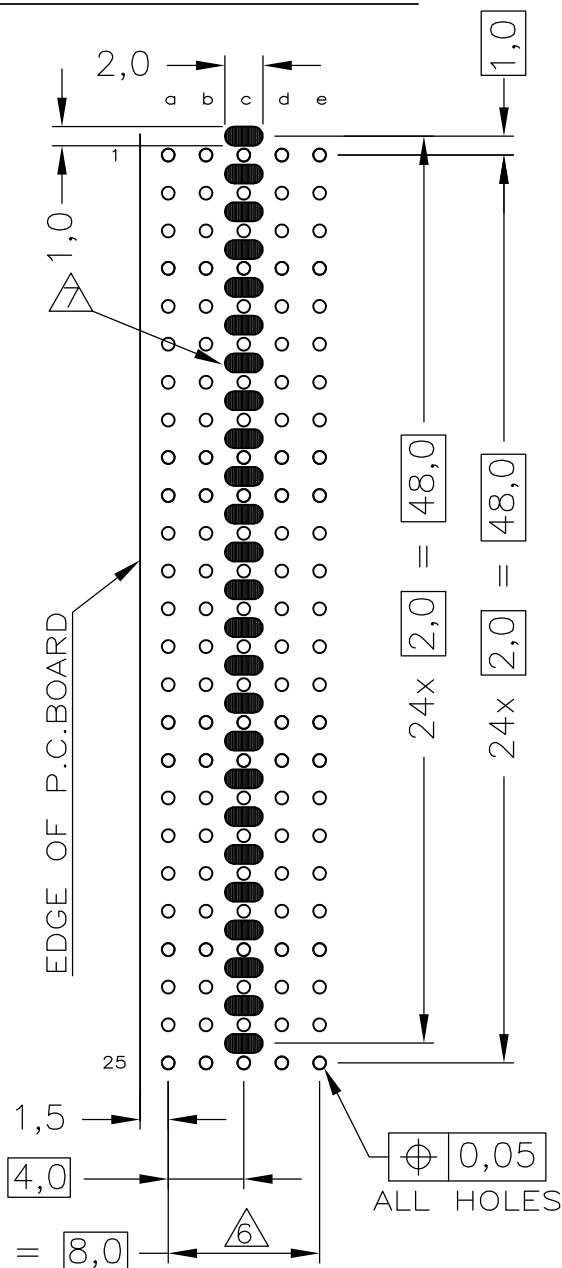 2,0
1,0
a b c d e
1
1,0
7
24x 2,0 = 48,0
24x 2,0 = 48,0
EDGE OF P.C.BOARD
25
1,5
4,0
0,05
ALL HOLES
6
= 8,0